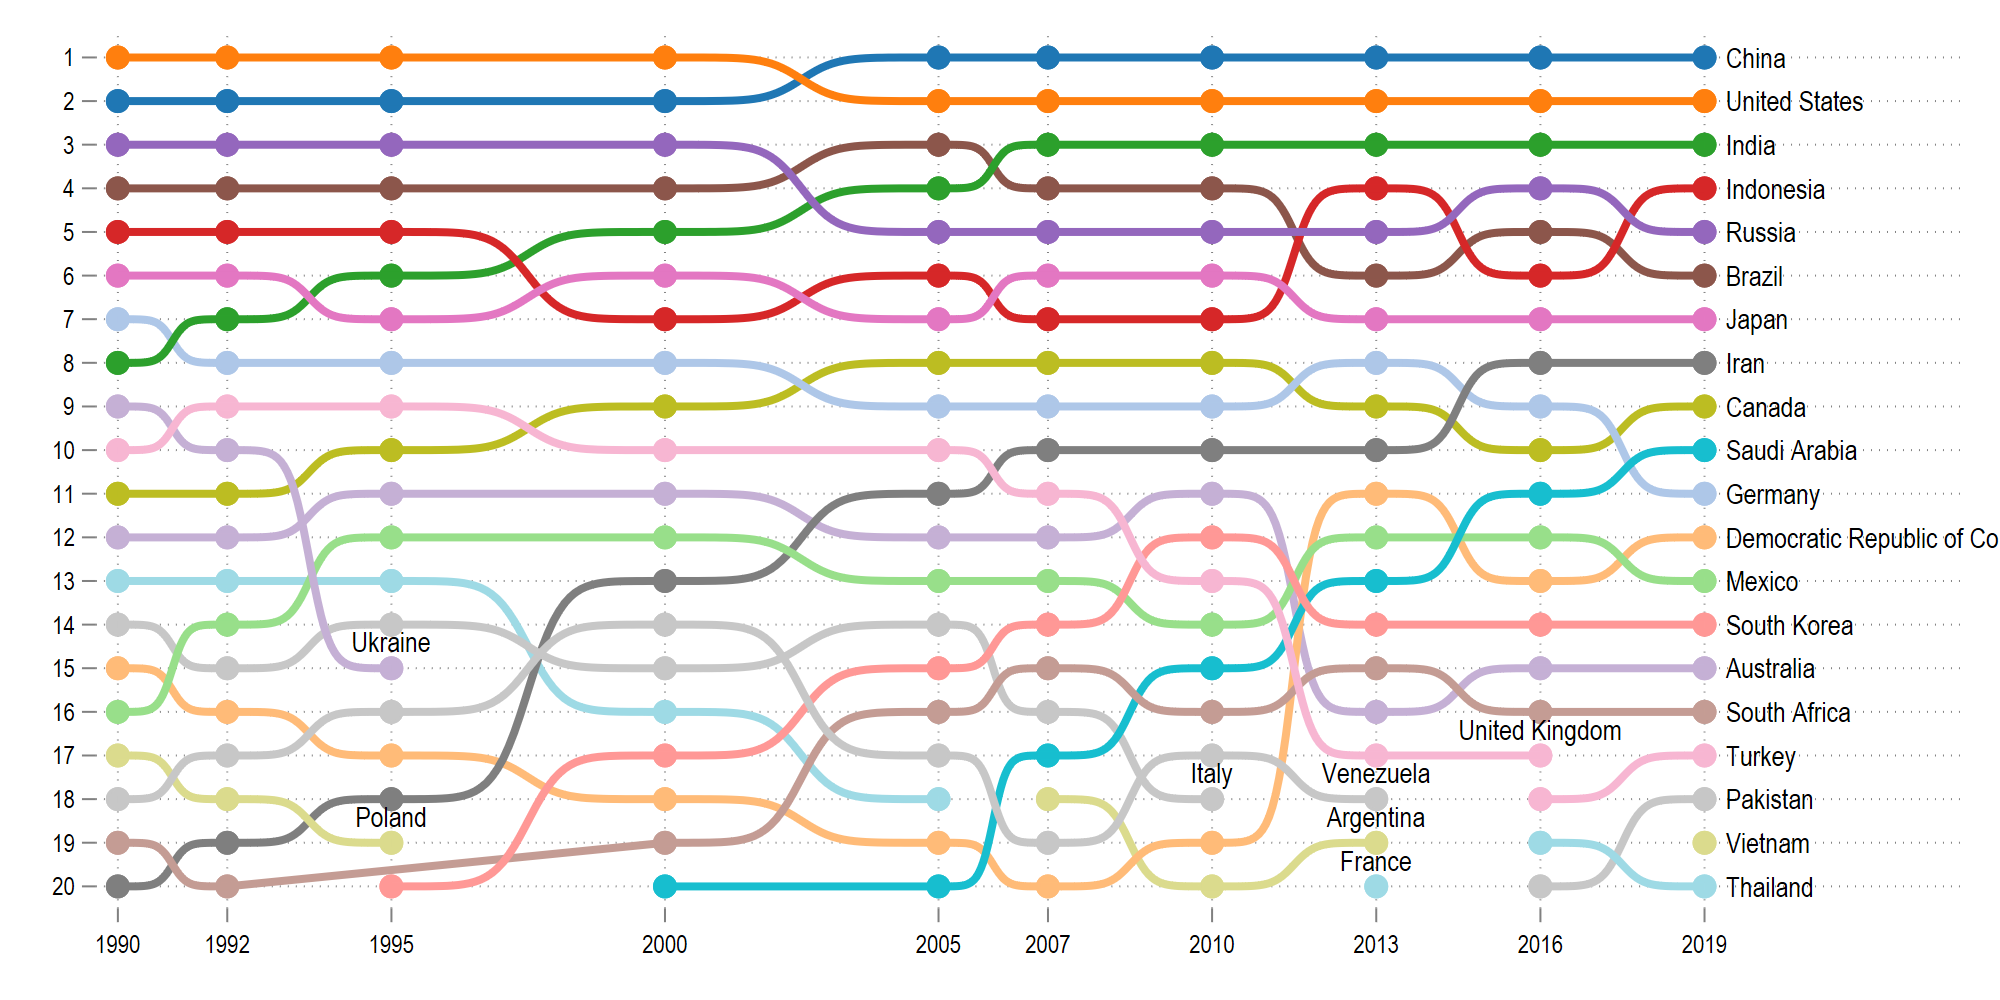 1 China
2 United States
3 India
4 Indonesia
5 Russia
6 Brazil
7 Japan
8 Iran
9 Canada
10 Saudi Arabia
11 Germany
12 Democratic Republic of Co
13 Mexico
14 South Korea
Ukraine
15 Australia
16 South Africa
United Kingdom
17 Turkey
Italy Venezuela
18 Pakistan
Poland Argentina
19 Vietnam
France
20 Thailand
1990 1992 1995 2000 2005 2007 2010 2013 2016 2019